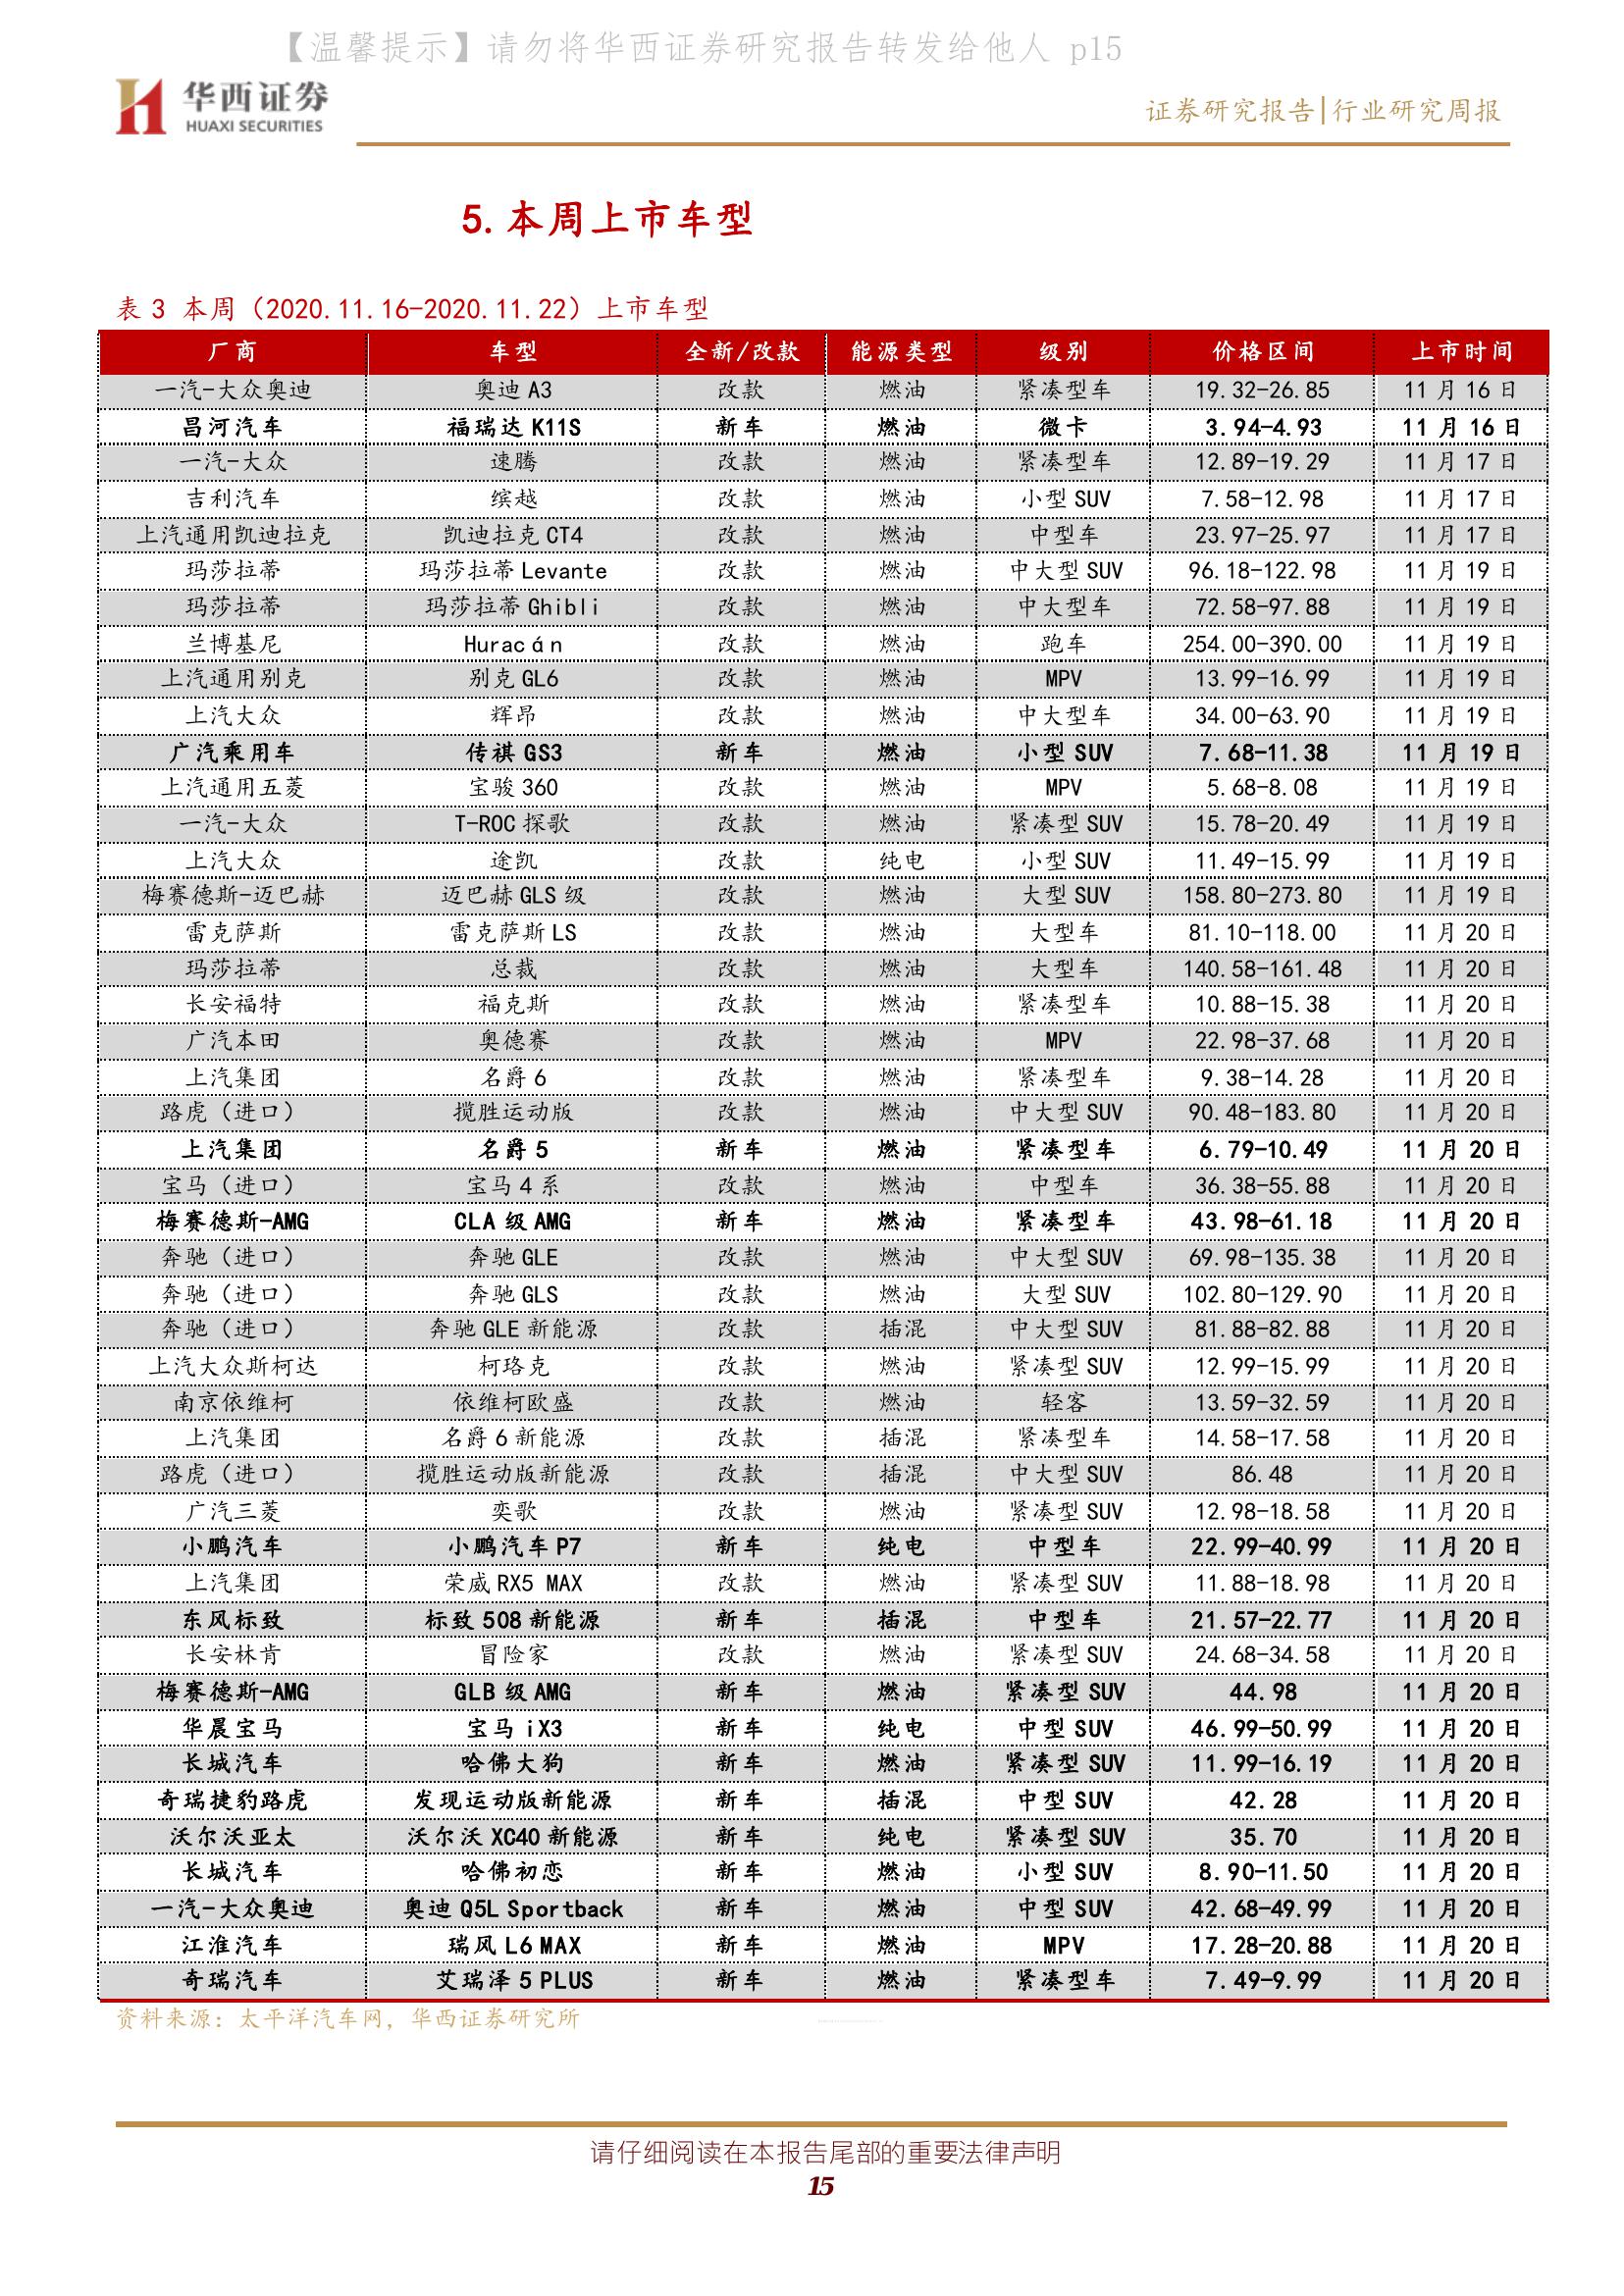 【温馨提示】请勿将华西证券研究报告转发给他人 p15
华西证券
HUAXI SECURITIES
证券研究报告|行业研究周报
5. 本周上市车型
表 3 本周（2020.11.16-2020.11.22）上市车型
厂商 车型 全新/改款 能源类型 级别 价格区间 上市时间
一汽-大众奥迪 奥迪 A3 改款 燃油 紧凑型车 19.32-26.85 11 月 16 日
昌河汽车 福瑞达 K11S 新车 燃油 微卡 3.94-4.93 11 月 16 日
一汽-大众 速腾 改款 燃油 紧凑型车 12.89-19.29 11 月 17 日
吉利汽车 缤越 改款 燃油 小型 SUV 7.58-12.98 11 月 17 日
上汽通用凯迪拉克 凯迪拉克 CT4 改款 燃油 中型车 23.97-25.97 11 月 17 日
玛莎拉蒂 玛莎拉蒂 Levante 改款 燃油 中大型 SUV 96.18-122.98 11 月 19 日
玛莎拉蒂 玛莎拉蒂 Ghibli 改款 燃油 中大型车 72.58-97.88 11 月 19 日
兰博基尼 Huracán 改款 燃油 跑车 254.00-390.00 11 月 19 日
上汽通用别克 别克 GL6 改款 燃油 MPV 13.99-16.99 11 月 19 日
上汽大众 辉昂 改款 燃油 中大型车 34.00-63.90 11 月 19 日
广汽乘用车 传祺 GS3 新车 燃油 小型 SUV 7.68-11.38 11 月 19 日
上汽通用五菱 宝骏 360 改款 燃油 MPV 5.68-8.08 11 月 19 日
一汽-大众 T-ROC 探歌 改款 燃油 紧凑型 SUV 15.78-20.49 11 月 19 日
上汽大众 途凯 改款 纯电 小型 SUV 11.49-15.99 11 月 19 日
梅赛德斯-迈巴赫 迈巴赫 GLS 级 改款 燃油 大型 SUV 158.80-273.80 11 月 19 日
雷克萨斯 雷克萨斯 LS 改款 燃油 大型车 81.10-118.00 11 月 20 日
玛莎拉蒂 总裁 改款 燃油 大型车 140.58-161.48 11 月 20 日
长安福特 福克斯 改款 燃油 紧凑型车 10.88-15.38 11 月 20 日
广汽本田 奥德赛 改款 燃油 MPV 22.98-37.68 11 月 20 日
上汽集团 名爵 6 改款 燃油 紧凑型车 9.38-14.28 11 月 20 日
路虎（进口） 揽胜运动版 改款 燃油 中大型 SUV 90.48-183.80 11 月 20 日
上汽集团 名爵 5 新车 燃油 紧凑型车 6.79-10.49 11 月 20 日
宝马（进口） 宝马 4 系 改款 燃油 中型车 36.38-55.88 11 月 20 日
梅赛德斯-AMG CLA 级 AMG 新车 燃油 紧凑型车 43.98-61.18 11 月 20 日
奔驰（进口） 奔驰 GLE 改款 燃油 中大型 SUV 69.98-135.38 11 月 20 日
奔驰（进口） 奔驰 GLS 改款 燃油 大型 SUV 102.80-129.90 11 月 20 日
奔驰（进口） 奔驰 GLE 新能源 改款 插混 中大型 SUV 81.88-82.88 11 月 20 日
上汽大众斯柯达 柯珞克 改款 燃油 紧凑型 SUV 12.99-15.99 11 月 20 日
南京依维柯 依维柯欧盛 改款 燃油 轻客 13.59-32.59 11 月 20 日
上汽集团 名爵 6 新能源 改款 插混 紧凑型车 14.58-17.58 11 月 20 日
路虎（进口） 揽胜运动版新能源 改款 插混 中大型 SUV 86.48 11 月 20 日
广汽三菱 奕歌 改款 燃油 紧凑型 SUV 12.98-18.58 11 月 20 日
小鹏汽车 小鹏汽车 P7 新车 纯电 中型车 22.99-40.99 11 月 20 日
上汽集团 荣威 RX5 MAX 改款 燃油 紧凑型 SUV 11.88-18.98 11 月 20 日
东风标致 标致 508 新能源 新车 插混 中型车 21.57-22.77 11 月 20 日
长安林肯 冒险家 改款 燃油 紧凑型 SUV 24.68-34.58 11 月 20 日
梅赛德斯-AMG GLB 级 AMG 新车 燃油 紧凑型 SUV 44.98 11 月 20 日
华晨宝马 宝马 iX3 新车 纯电 中型 SUV 46.99-50.99 11 月 20 日
长城汽车 哈佛大狗 新车 燃油 紧凑型 SUV 11.99-16.19 11 月 20 日
奇瑞捷豹路虎 发现运动版新能源 新车 插混 中型 SUV 42.28 11 月 20 日
沃尔沃亚太 沃尔沃 XC40 新能源 新车 纯电 紧凑型 SUV 35.70 11 月 20 日
长城汽车 哈佛初恋 新车 燃油 小型 SUV 8.90-11.50 11 月 20 日
一汽-大众奥迪 奥迪 Q5L Sportback 新车 燃油 中型 SUV 42.68-49.99 11 月 20 日
江淮汽车 瑞风 L6 MAX 新车 燃油 MPV 17.28-20.88 11 月 20 日
奇瑞汽车 艾瑞泽 5 PLUS 新车 燃油 紧凑型车 7.49-9.99 11 月 20 日
资料来源：太平洋汽车网，华西证券研究所
请仔细阅读在本报告尾部的重要法律声明
15